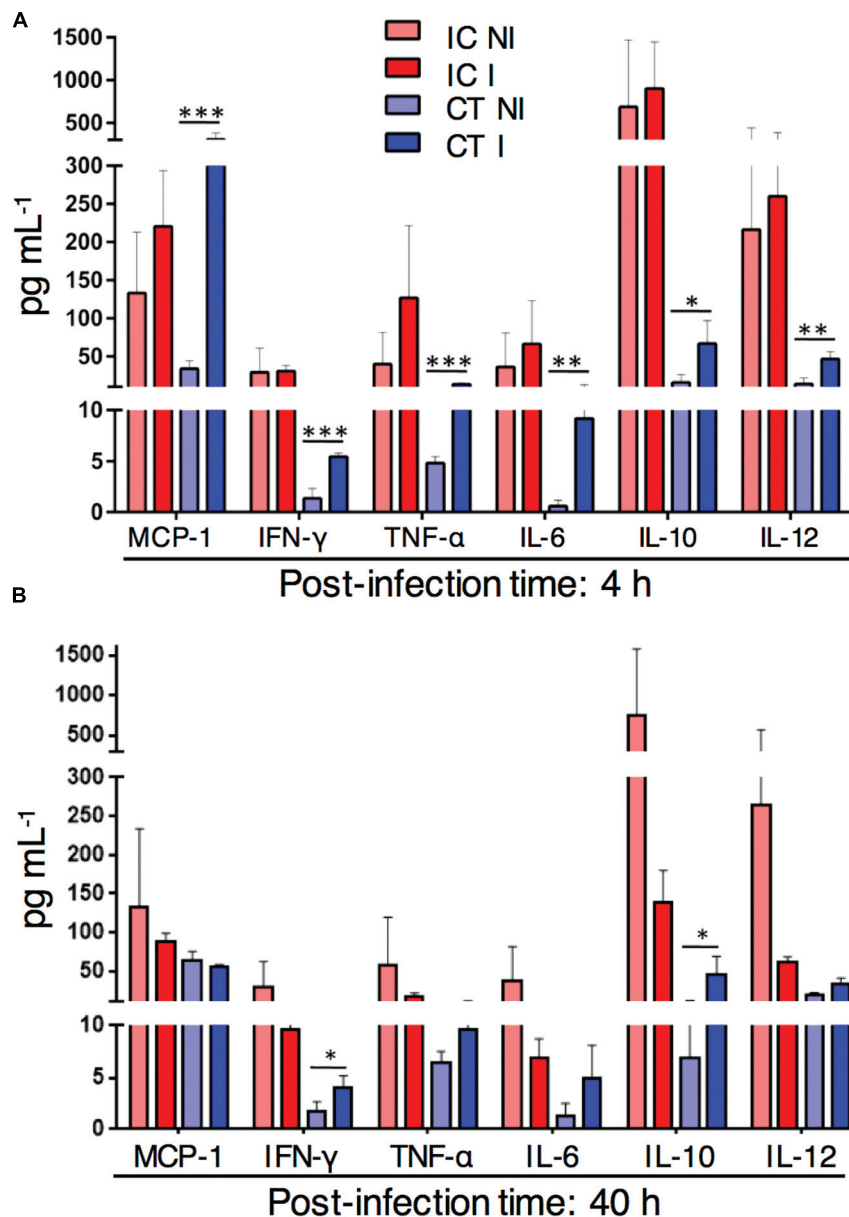 A
1500
1000
500
300
250
200
150
100
50
10
5
0
pg mL-1
IC NI
IC I
CT NI
CT I
***
***
***
**
*
**
MCP-1 IFN-γ TNF-α IL-6 IL-10 IL-12
Post-infection time: 4 h
B
1500
1000
500
300
250
200
150
100
50
10
5
0
pg mL-1
*
*
MCP-1 IFN-γ TNF-α IL-6 IL-10 IL-12
Post-infection time: 40 h